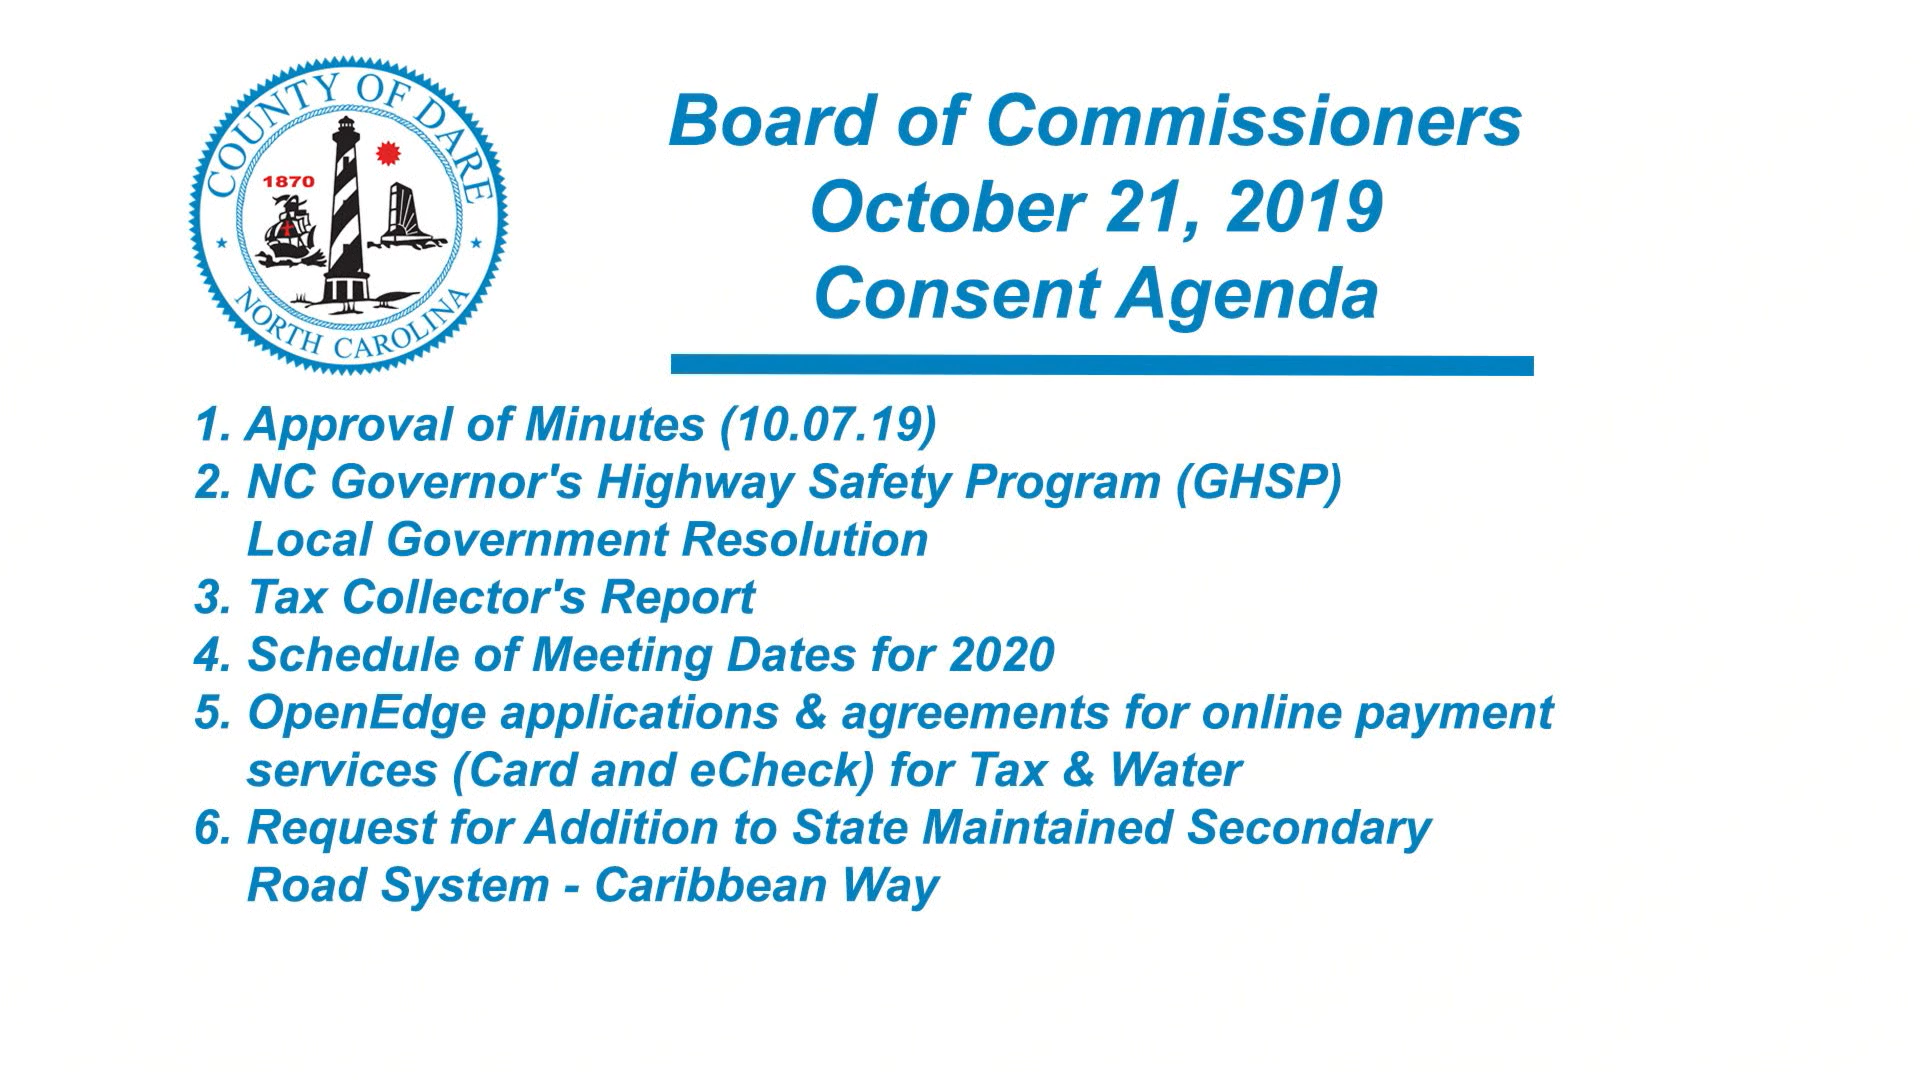 COUNTY OF DARE
1870
NORTH CAROLINA
Board of Commissioners
October 21, 2019
Consent Agenda
1. Approval of Minutes (10.07.19)
2. NC Governor's Highway Safety Program (GHSP)
Local Government Resolution
3. Tax Collector's Report
4. Schedule of Meeting Dates for 2020
5. OpenEdge applications & agreements for online payment
services (Card and eCheck) for Tax & Water
6. Request for Addition to State Maintained Secondary
Road System - Caribbean Way